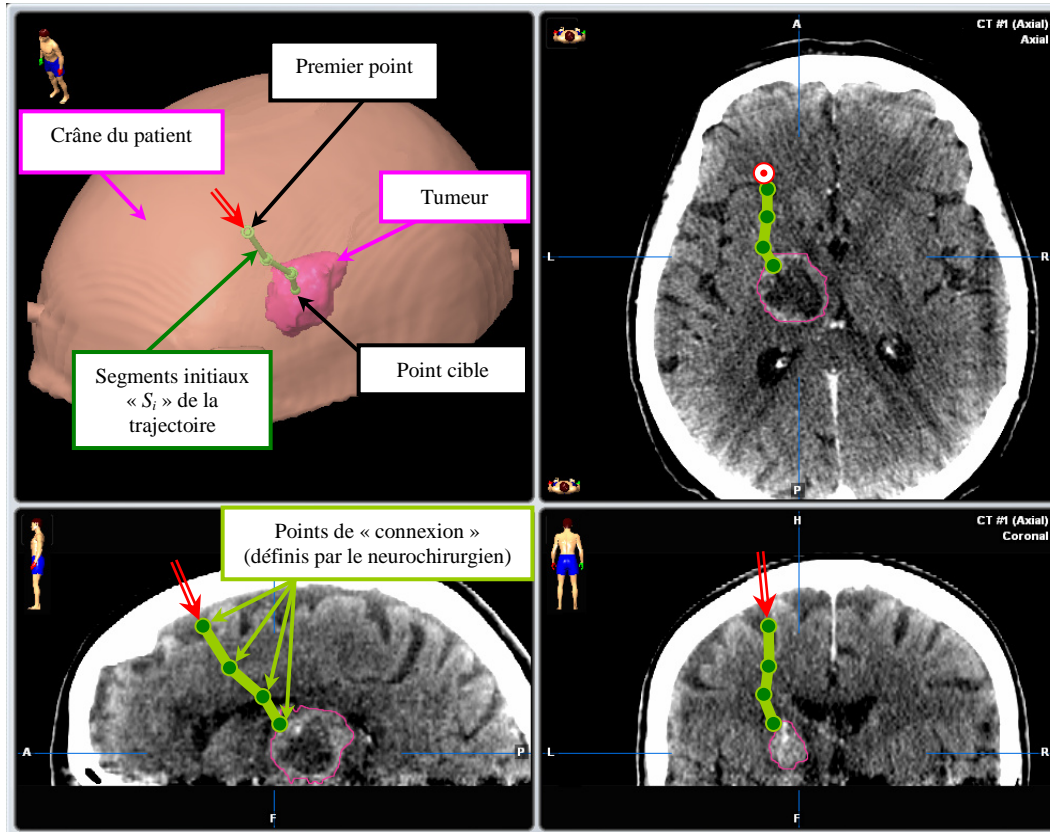 Premier point
Crâne du patient
Tumeur
Segments initiaux
« Si » de la
trajectoire
Point cible
CT #1 (Axial)
Axial
A
L
R
P
Points de « connexion »
(définis par le neurochirurgien)
A
P
F
CT #1 (Axial)
Coronal
H
L
R
F